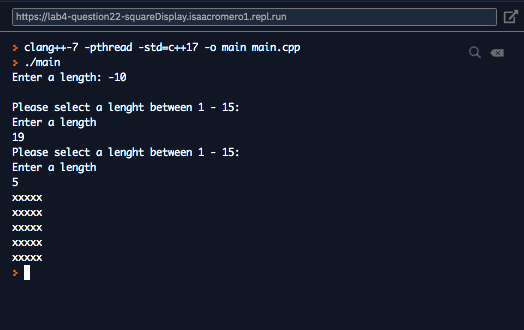 https://lab4-question22-squareDisplay.isaacromero1.repl.run
> clang++-7 -pthread -std=c++17 -o main main.cpp
> ./main
Enter a length: -10
Please select a lenght between 1 - 15:
Enter a length
19
Please select a lenght between 1 - 15:
Enter a length
5
xxxxx
xxxxx
xxxxx
xxxxx
xxxxx
>